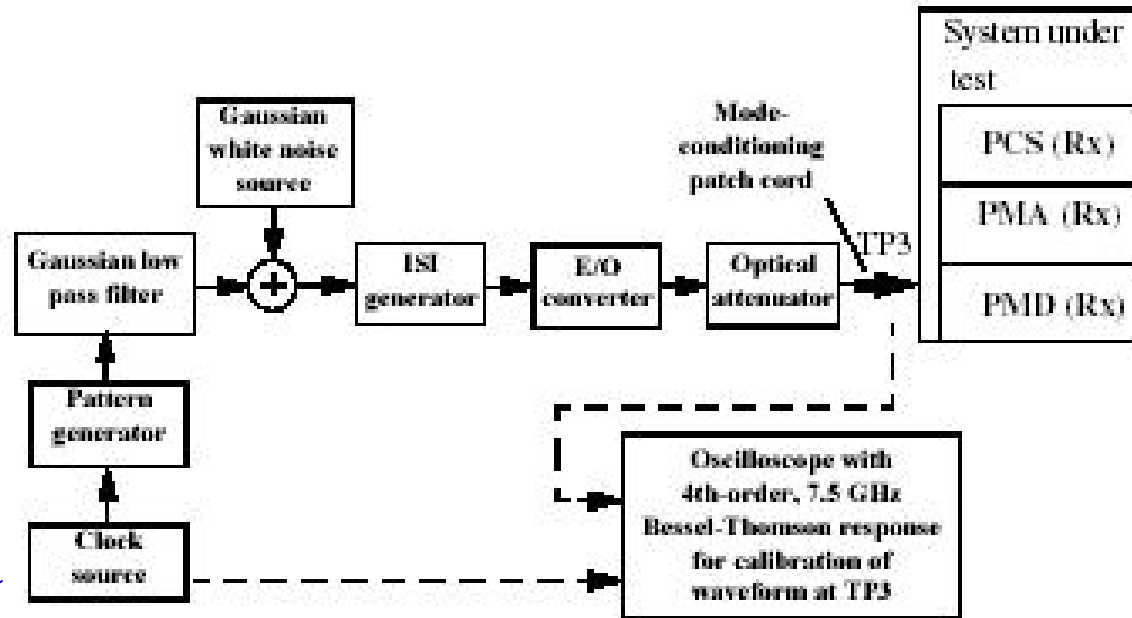 System under
test
PCS (Rx)
PMA (Rx)
PMD (Rx)
Gaussian
white noise
source
Mode-
conditioning
patch cord
TP3
Gaussian low
pass filter
+
ISI
generator
E/O
converter
Optical
attenuator
Pattern
generator
Clock
source
Oscilloscope with
4th-order, 7.5 GHz
Bessel-Thomson response
for calibration of
waveform at TP3